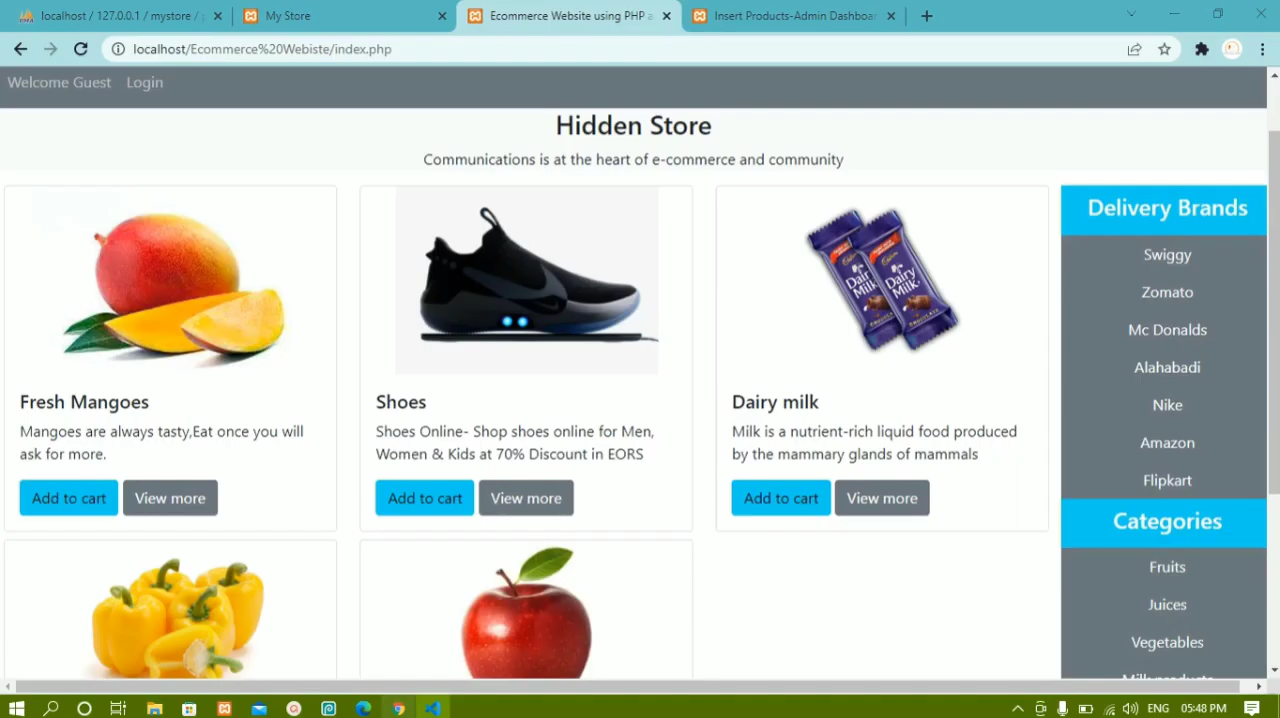 localhost / 127.0.0.1 / mystore /
My Store
Ecommerce Website using PHP
Insert Products-Admin Dashboar
localhost/Ecommerce%20Webiste/index.php
Welcome Guest Login
Hidden Store
Communications is at the heart of e-commerce and community
Fresh Mangoes
Mangoes are always tasty,Eat once you will
ask for more.
Add to cart View more
Shoes
Shoes Online- Shop shoes online for Men,
Women & Kids at 70% Discount in EORS
Add to cart View more
Dairy Milk
Dairy Milk
Dairy milk
Milk is a nutrient-rich liquid food produced
by the mammary glands of mammals
Add to cart View more
Delivery Brands
Swiggy
Zomato
Mc Donalds
Alahabadi
Nike
Amazon
Flipkart
Categories
Fruits
Juices
Vegetables
ENG 05:48 PM